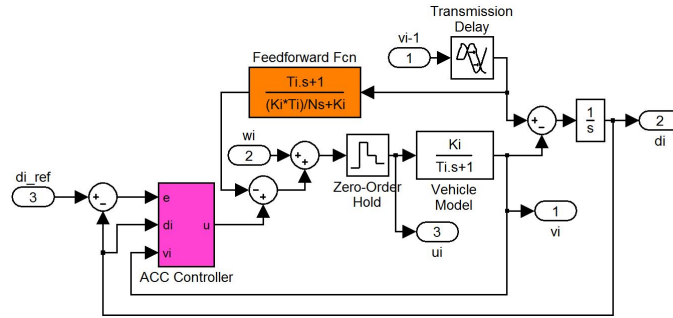 Transmission
Delay
vi-1
1
Feedforward Fcn
Ti.s+1
(Ki*Ti)/Ns+Ki
+
−
1
s
2
di
wi
2
+
+
Zero-Order
Hold
Ki
Ti.s+1
Vehicle
Model
di_ref
3
+
−
−
+
e
di
vi
u
ACC Controller
3
ui
1
vi